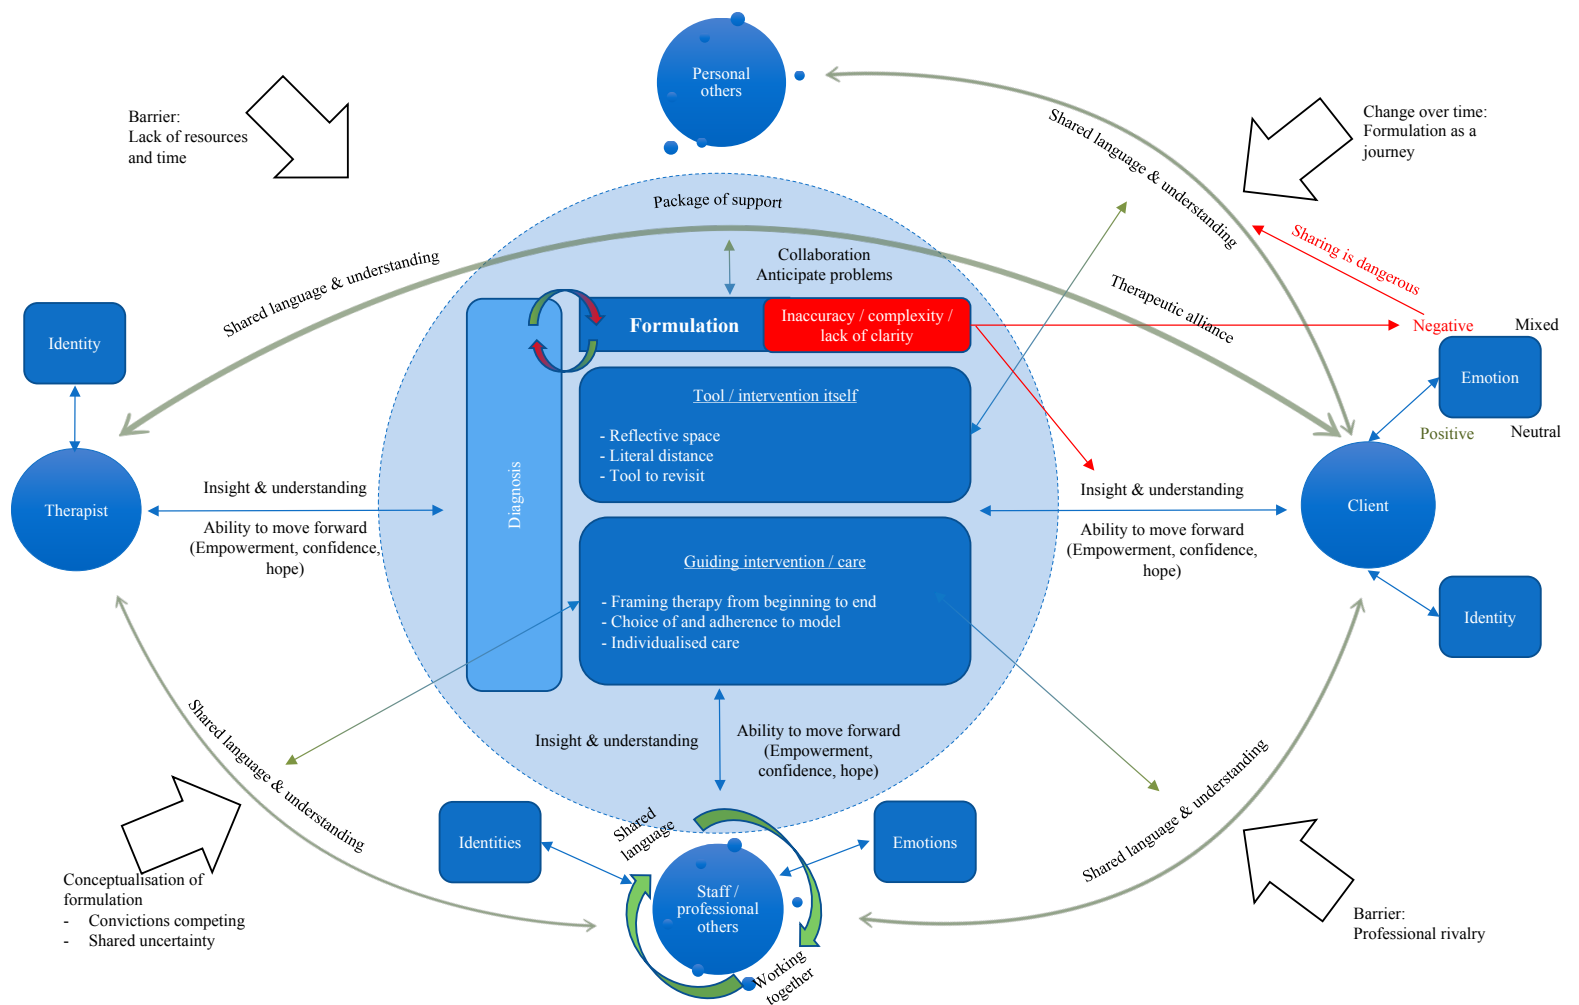 Personal
others
Barrier:
Lack of resources
and time
Change over time:
Formulation as a
journey
Shared language & understanding
Package of support
Sharing is dangerous
Shared language & understanding
Collaboration
Anticipate problems
Therapeutic alliance
Identity
Formulation
Inaccuracy / complexity /
lack of clarity
Negative
Mixed
Emotion
Positive
Neutral
Tool / intervention itself
- Reflective space
- Literal distance
- Tool to revisit
Diagnosis
Therapist
Insight & understanding
Ability to move forward
(Empowerment, confidence,
hope)
Insight & understanding
Ability to move forward
(Empowerment, confidence,
hope)
Client
Guiding intervention / care
- Framing therapy from beginning to end
- Choice of and adherence to model
- Individualised care
Identity
Shared language & understanding
Insight & understanding
Ability to move forward
(Empowerment,
confidence, hope)
Shared language & understanding
Identities
Shared
language
Emotions
Staff /
professional
others
Working
together
Conceptualisation of
formulation
- Convictions competing
- Shared uncertainty
Barrier:
Professional rivalry